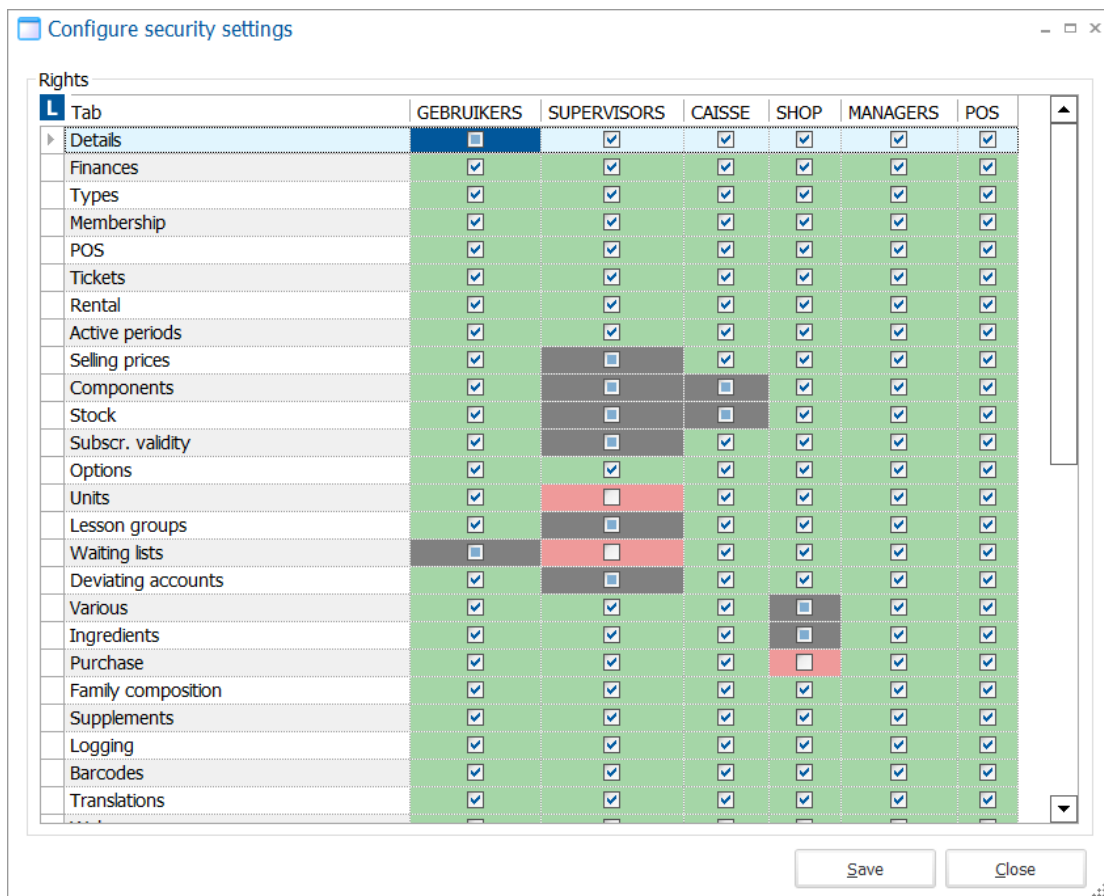 Configure security settings
Rights
L Tab GEBRUIKERS SUPERVISORS CAISSE SHOP MANAGERS POS
Details
Finances
Types
Membership
POS
Tickets
Rental
Active periods
Selling prices
Components
Stock
Subscr. validity
Options
Units
Lesson groups
Waiting lists
Deviating accounts
Various
Ingredients
Purchase
Family composition
Supplements
Logging
Barcodes
Translations
Save Close